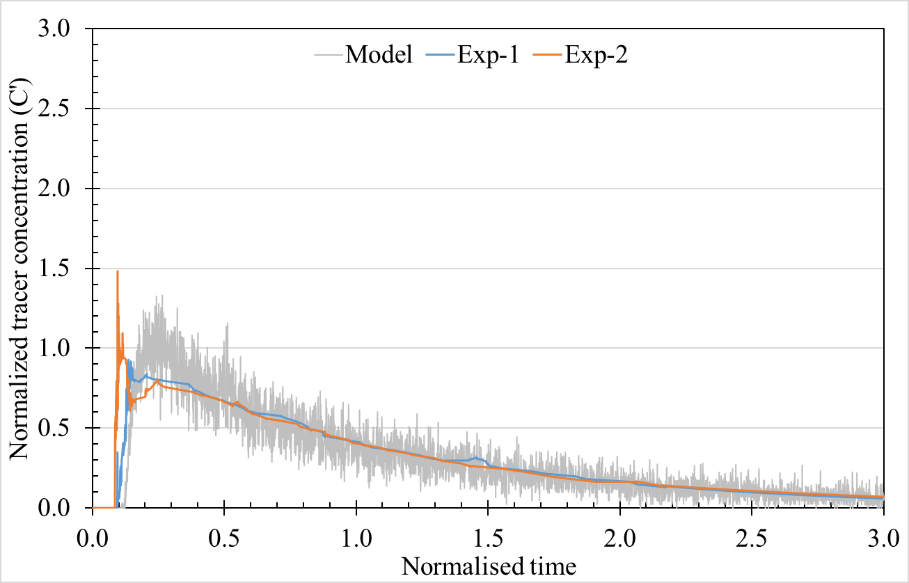 3.0
Model Exp-1 Exp-2
2.5
2.0
1.5
1.0
0.5
0.0
Normalized tracer concentration (C')
0.0 0.5 1.0 1.5 2.0 2.5 3.0
Normalised time